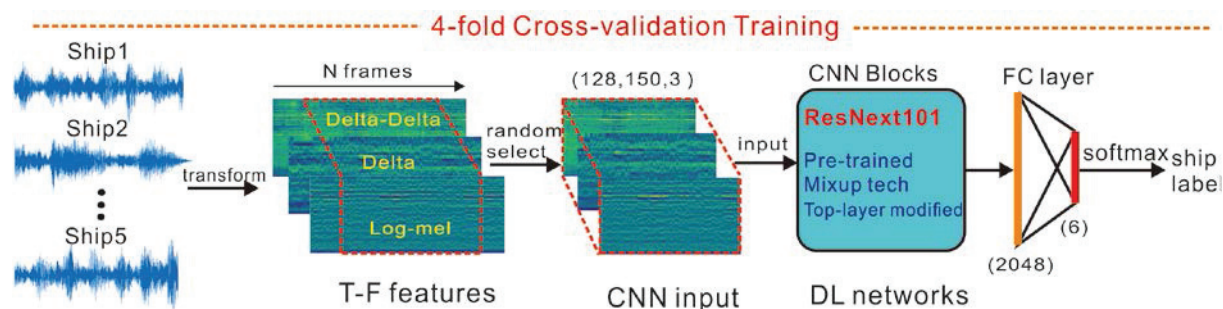 4-fold Cross-validation Training
Ship1
Ship2
Ship5
transform
N frames
Delta-Delta
Delta
Log-mel
T-F features
random
select
(128,150,3 )
CNN input
input
CNN Blocks
ResNext101
Pre-trained
Mixup tech
Top-layer modified
DL networks
FC layer
(2048)
(6)
softmax
ship
label